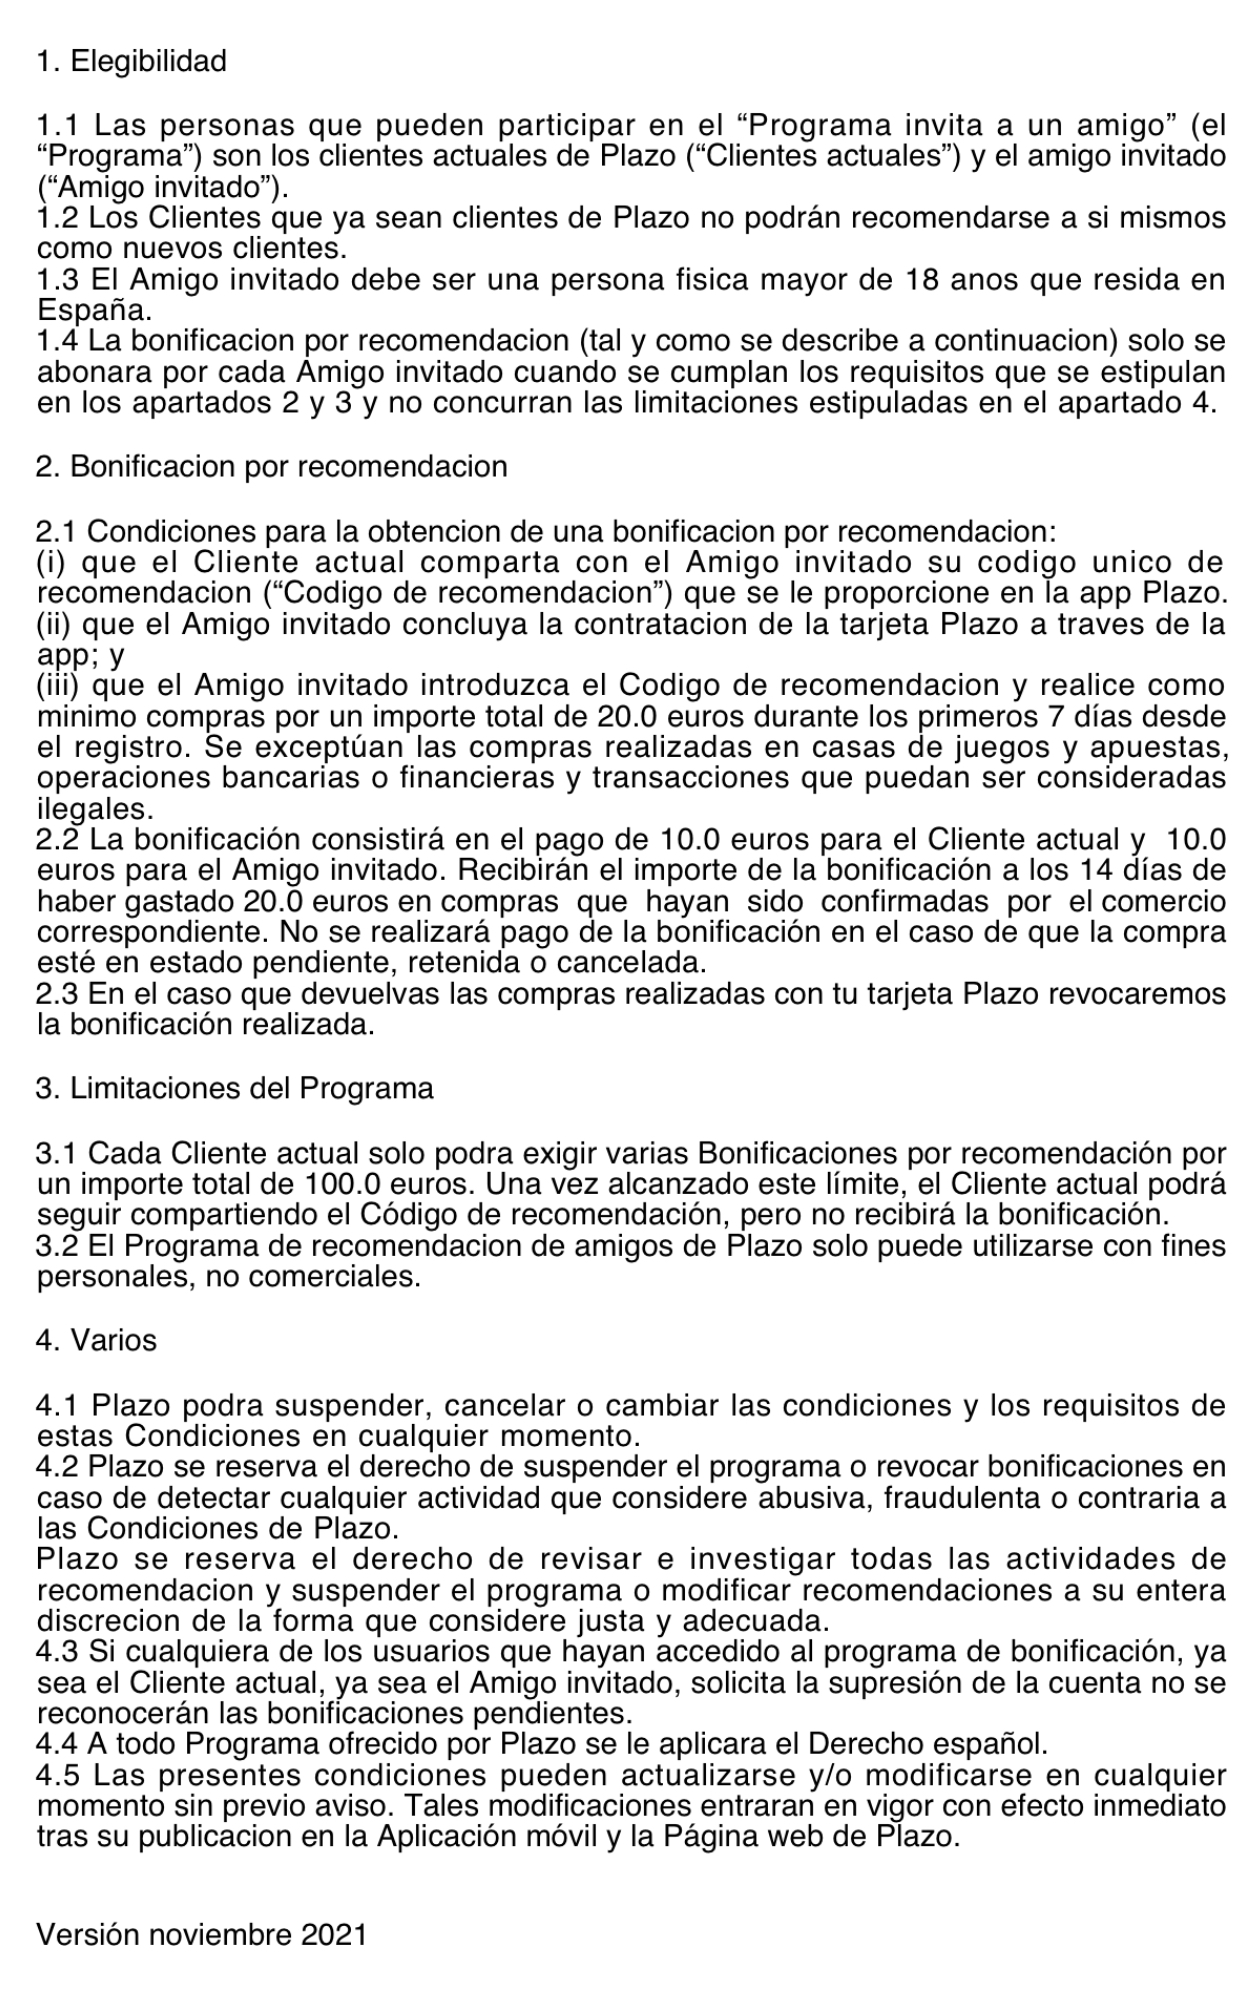 1. Elegibilidad
1.1 Las personas que pueden participar en el “Programa invita a un amigo” (el
“Programa”) son los clientes actuales de Plazo (“Clientes actuales”) y el amigo invitado
(“Amigo invitado”).
1.2 Los Clientes que ya sean clientes de Plazo no podrán recomendarse a si mismos
como nuevos clientes.
1.3 El Amigo invitado debe ser una persona fisica mayor de 18 anos que resida en
España.
1.4 La bonificacion por recomendacion (tal y como se describe a continuacion) solo se
abonara por cada Amigo invitado cuando se cumplan los requisitos que se estipulan
en los apartados 2 y 3 y no concurran las limitaciones estipuladas en el apartado 4.
2. Bonificacion por recomendacion
2.1 Condiciones para la obtencion de una bonificacion por recomendacion:
(i) que el Cliente actual comparta con el Amigo invitado su codigo unico de
recomendacion (“Codigo de recomendacion”) que se le proporcione en la app Plazo.
(ii) que el Amigo invitado concluya la contratacion de la tarjeta Plazo a traves de la
app; y
(iii) que el Amigo invitado introduzca el Codigo de recomendacion y realice como
minimo compras por un importe total de 20.0 euros durante los primeros 7 días desde
el registro. Se exceptúan las compras realizadas en casas de juegos y apuestas,
operaciones bancarias o financieras y transacciones que puedan ser consideradas
ilegales.
2.2 La bonificación consistirá en el pago de 10.0 euros para el Cliente actual y 10.0
euros para el Amigo invitado. Recibirán el importe de la bonificación a los 14 días de
haber gastado 20.0 euros en compras que hayan sido confirmadas por el comercio
correspondiente. No se realizará pago de la bonificación en el caso de que la compra
esté en estado pendiente, retenida o cancelada.
2.3 En el caso que devuelvas las compras realizadas con tu tarjeta Plazo revocaremos
la bonificación realizada.
3. Limitaciones del Programa
3.1 Cada Cliente actual solo podra exigir varias Bonificaciones por recomendación por
un importe total de 100.0 euros. Una vez alcanzado este límite, el Cliente actual podrá
seguir compartiendo el Código de recomendación, pero no recibirá la bonificación.
3.2 El Programa de recomendacion de amigos de Plazo solo puede utilizarse con fines
personales, no comerciales.
4. Varios
4.1 Plazo podra suspender, cancelar o cambiar las condiciones y los requisitos de
estas Condiciones en cualquier momento.
4.2 Plazo se reserva el derecho de suspender el programa o revocar bonificaciones en
caso de detectar cualquier actividad que considere abusiva, fraudulenta o contraria a
las Condiciones de Plazo.
Plazo se reserva el derecho de revisar e investigar todas las actividades de
recomendacion y suspender el programa o modificar recomendaciones a su entera
discrecion de la forma que considere justa y adecuada.
4.3 Si cualquiera de los usuarios que hayan accedido al programa de bonificación, ya
sea el Cliente actual, ya sea el Amigo invitado, solicita la supresión de la cuenta no se
reconocerán las bonificaciones pendientes.
4.4 A todo Programa ofrecido por Plazo se le aplicara el Derecho español.
4.5 Las presentes condiciones pueden actualizarse y/o modificarse en cualquier
momento sin previo aviso. Tales modificaciones entraran en vigor con efecto inmediato
tras su publicacion en la Aplicación móvil y la Página web de Plazo.
Versión noviembre 2021